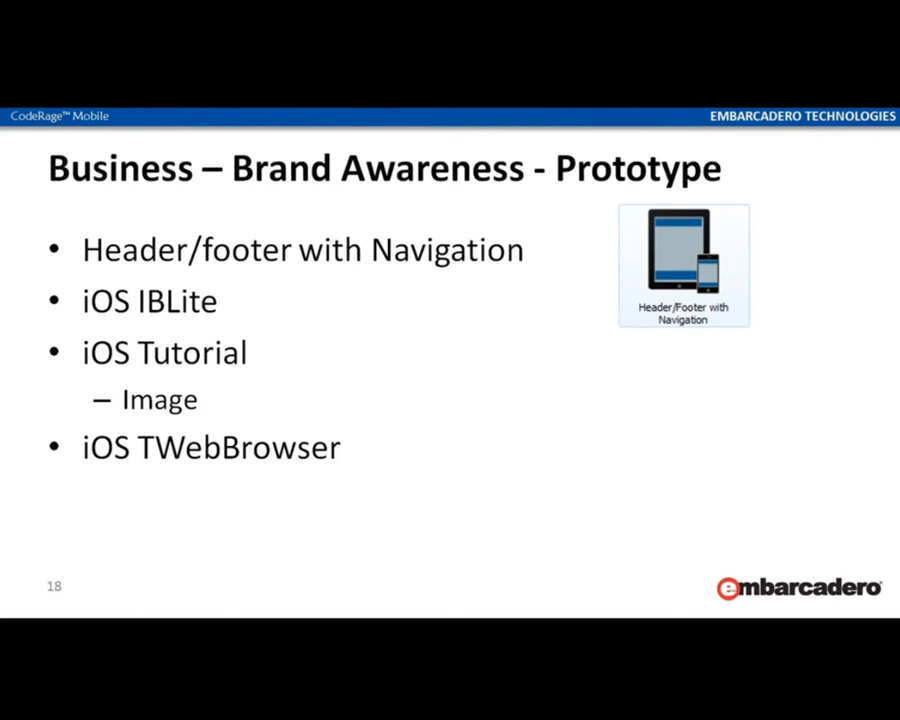 CodeRage™ Mobile
EMBARCADERO TECHNOLOGIES
Business – Brand Awareness - Prototype
• Header/footer with Navigation
• iOS IBLite
• iOS Tutorial
– Image
• iOS TWebBrowser
Header/Footer with
Navigation
18
embarcadero®